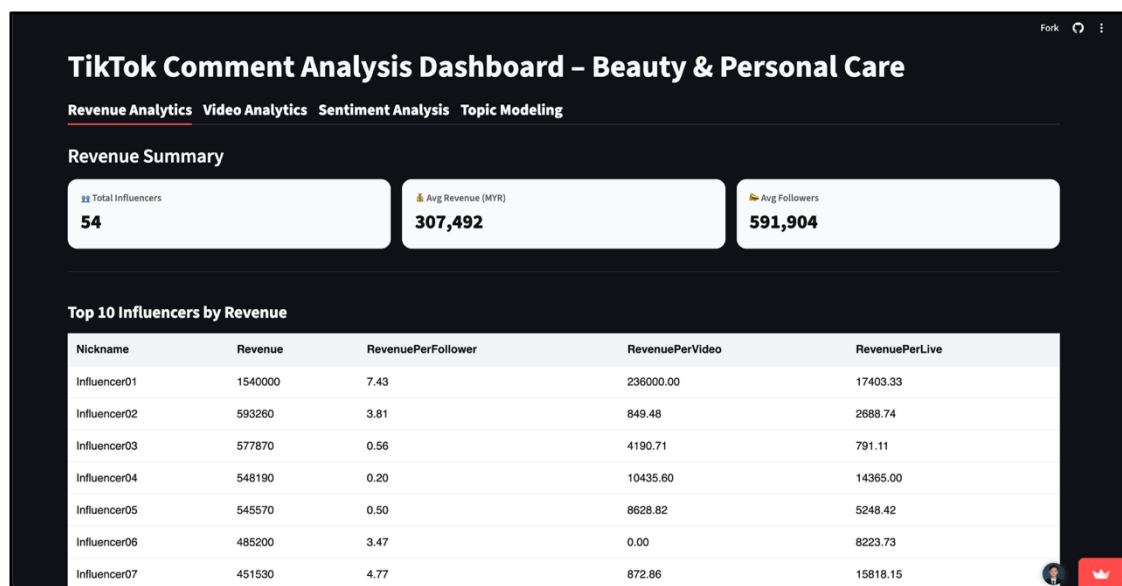 Fork
TikTok Comment Analysis Dashboard – Beauty & Personal Care
Revenue Analytics Video Analytics Sentiment Analysis Topic Modeling
Revenue Summary
Total Influencers
54
Avg Revenue (MYR)
307,492
Avg Followers
591,904
Top 10 Influencers by Revenue
Nickname Revenue RevenuePerFollower RevenuePerVideo RevenuePerLive
Influencer01 1540000 7.43 236000.00 17403.33
Influencer02 593260 3.81 849.48 2688.74
Influencer03 577870 0.56 4190.71 791.11
Influencer04 548190 0.20 10435.60 14365.00
Influencer05 545570 0.50 8628.82 5248.42
Influencer06 485200 3.47 0.00 8223.73
Influencer07 451530 4.77 872.86 15818.15